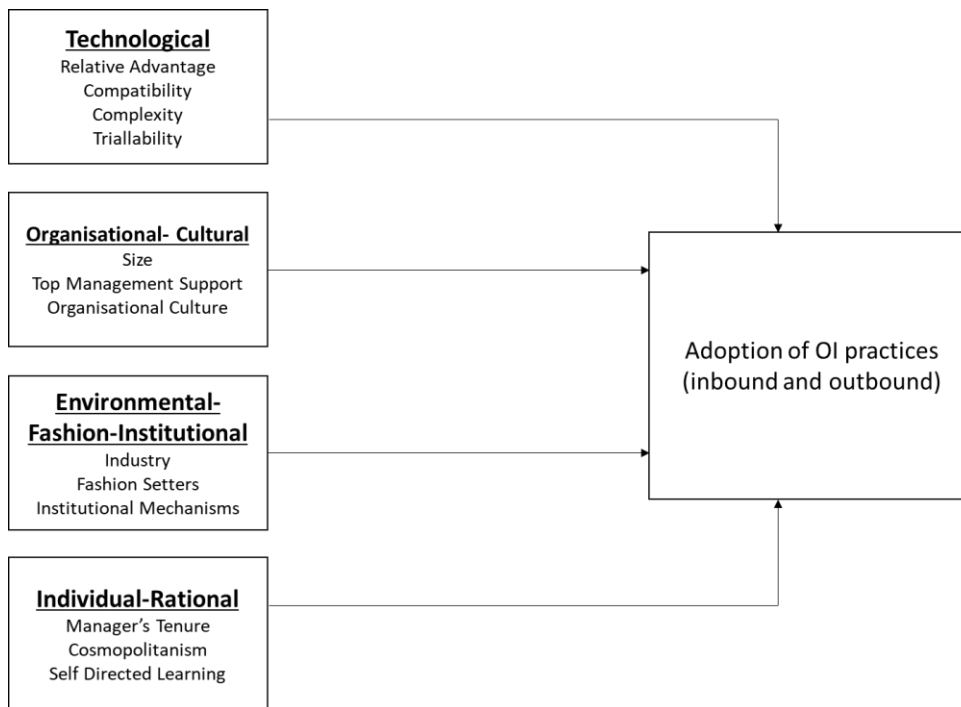 Technological
Relative Advantage
Compatibility
Complexity
Triallability
Organisational- Cultural
Size
Top Management Support
Organisational Culture
Environmental-
Fashion-Institutional
Industry
Fashion Setters
Institutional Mechanisms
Individual-Rational
Manager’s Tenure
Cosmopolitanism
Self Directed Learning
Adoption of OI practices
(inbound and outbound)